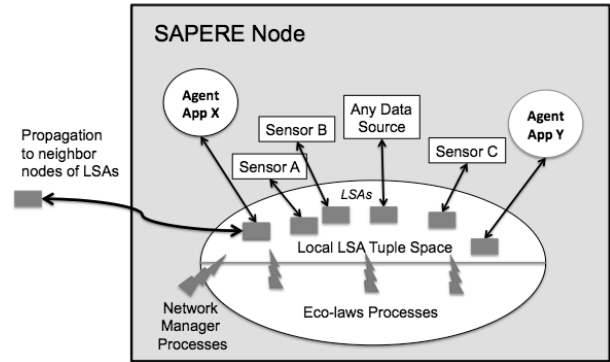 SAPERE Node
Agent
App X
Sensor B
Any Data
Source
Agent
App Y
Propagation
to neighbor
nodes of LSAs
Sensor A
Sensor C
LSAs
Local LSA Tuple Space
Network
Manager
Processes
Eco-laws Processes